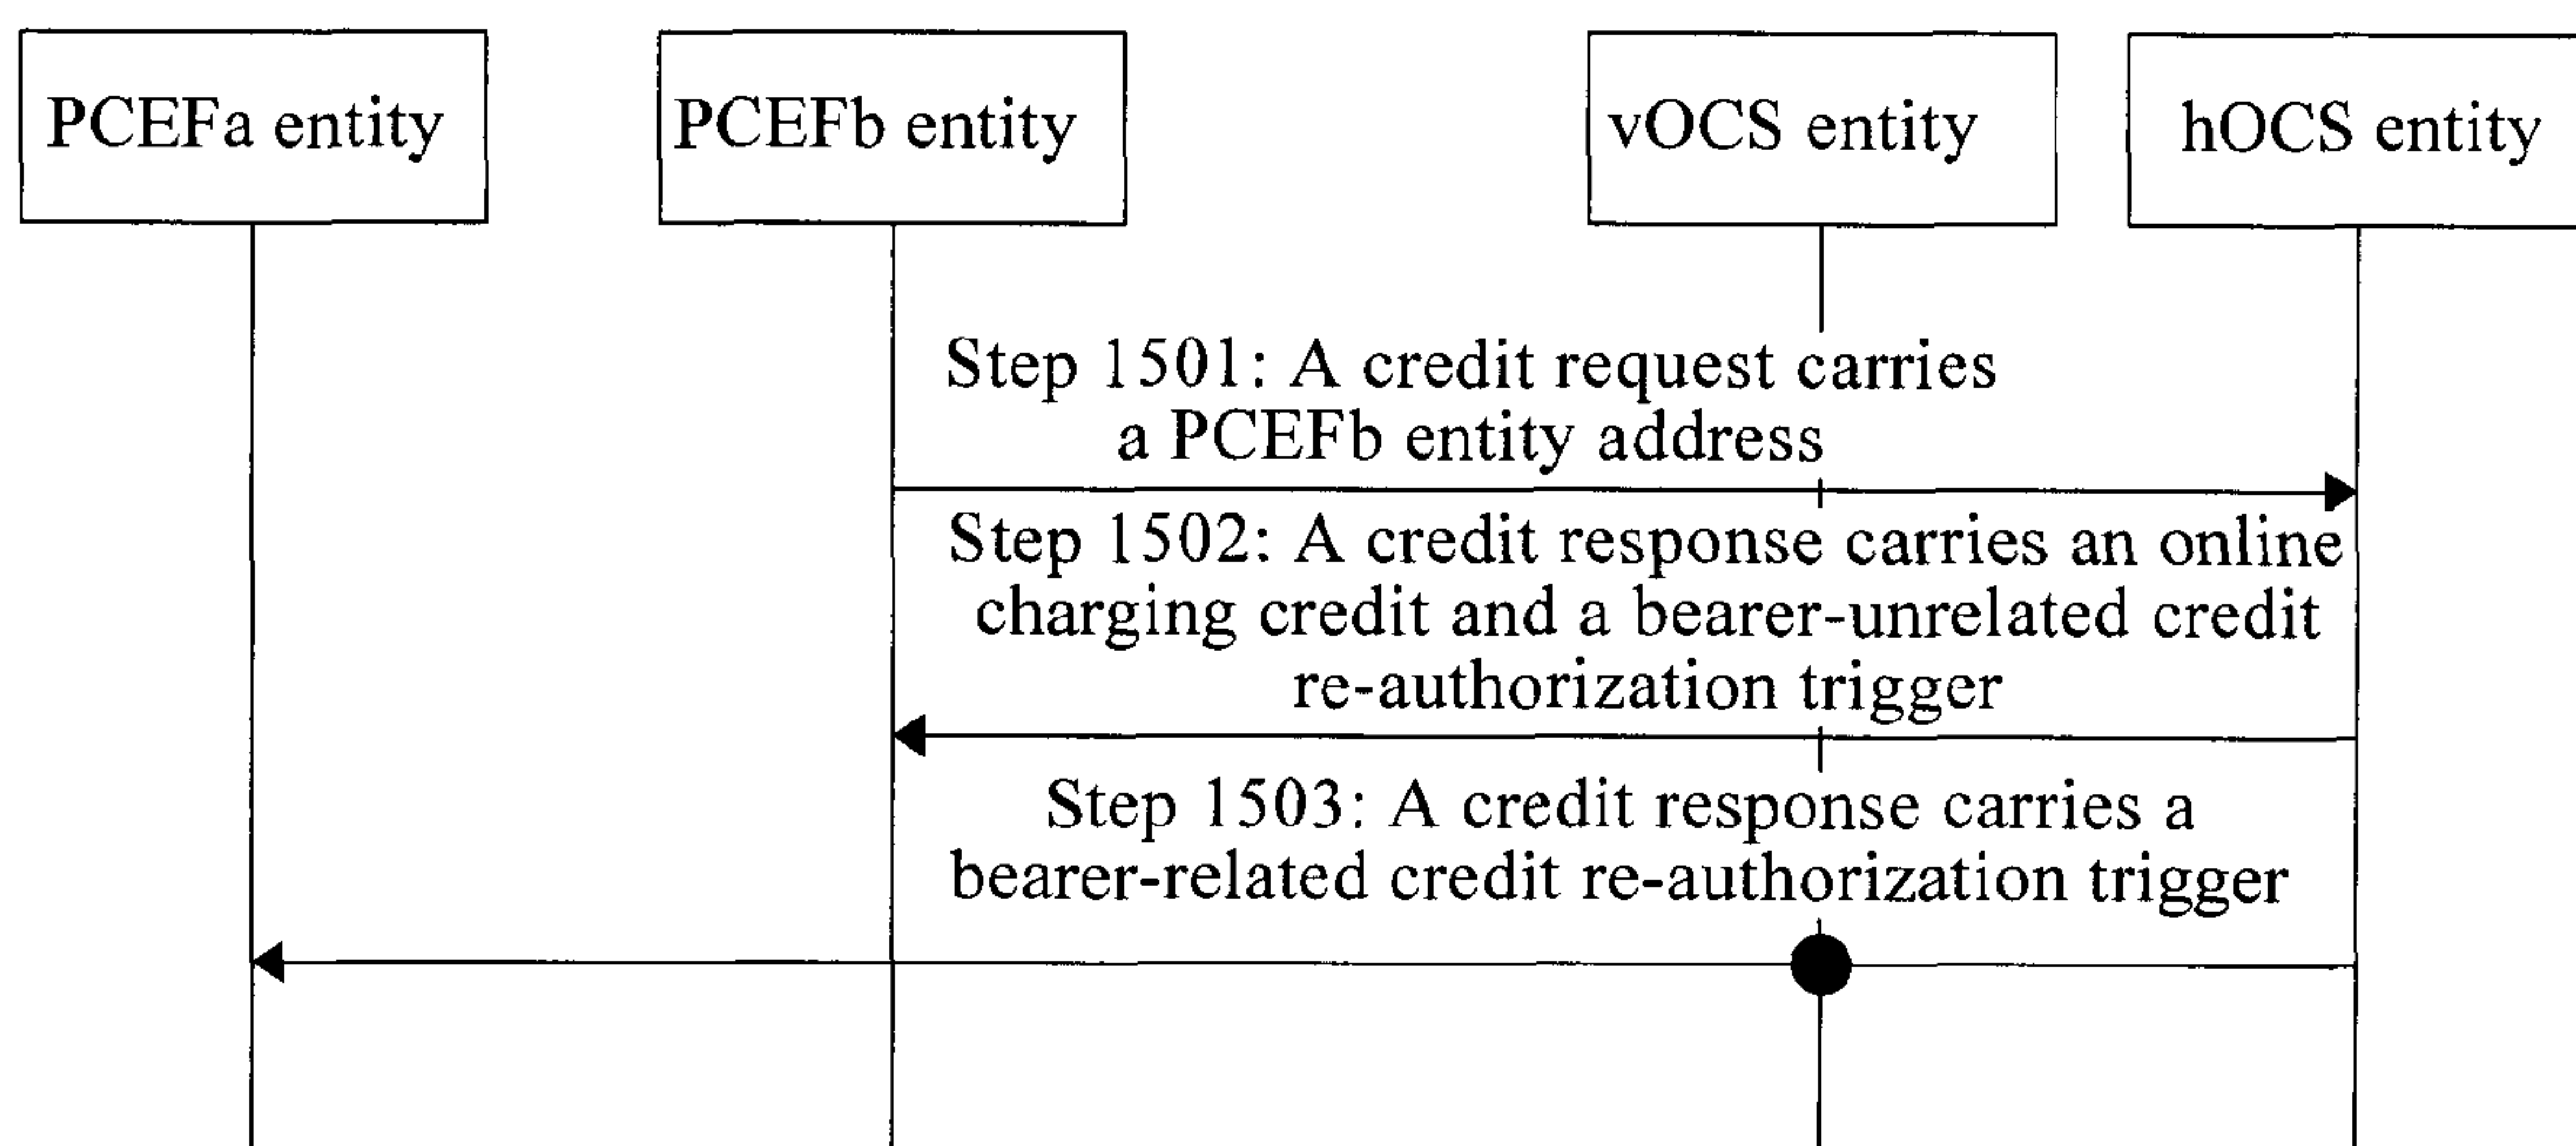 PCEFa entity
PCEFb entity
vOCS entity
hOCS entity
Step 1501: A credit request carries
a PCEFb entity address
Step 1502: A credit response carries an online
charging credit and a bearer-unrelated credit
re-authorization trigger
Step 1503: A credit response carries a
bearer-related credit re-authorization trigger